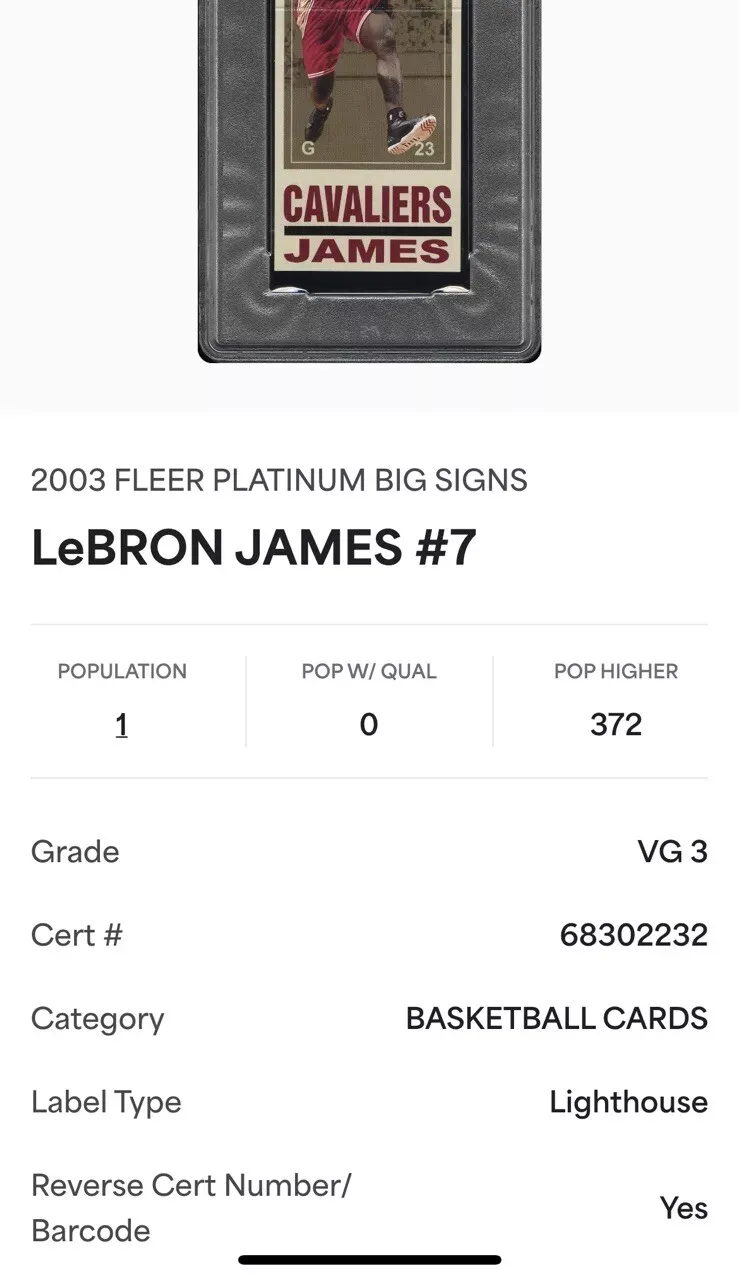 G 23
CAVALIERS
JAMES
2003 FLEER PLATINUM BIG SIGNS
LeBRON JAMES #7
POPULATION POP W/ QUAL POP HIGHER
1 0 372
Grade VG 3
Cert # 68302232
Category BASKETBALL CARDS
Label Type Lighthouse
Reverse Cert Number/
Barcode Yes